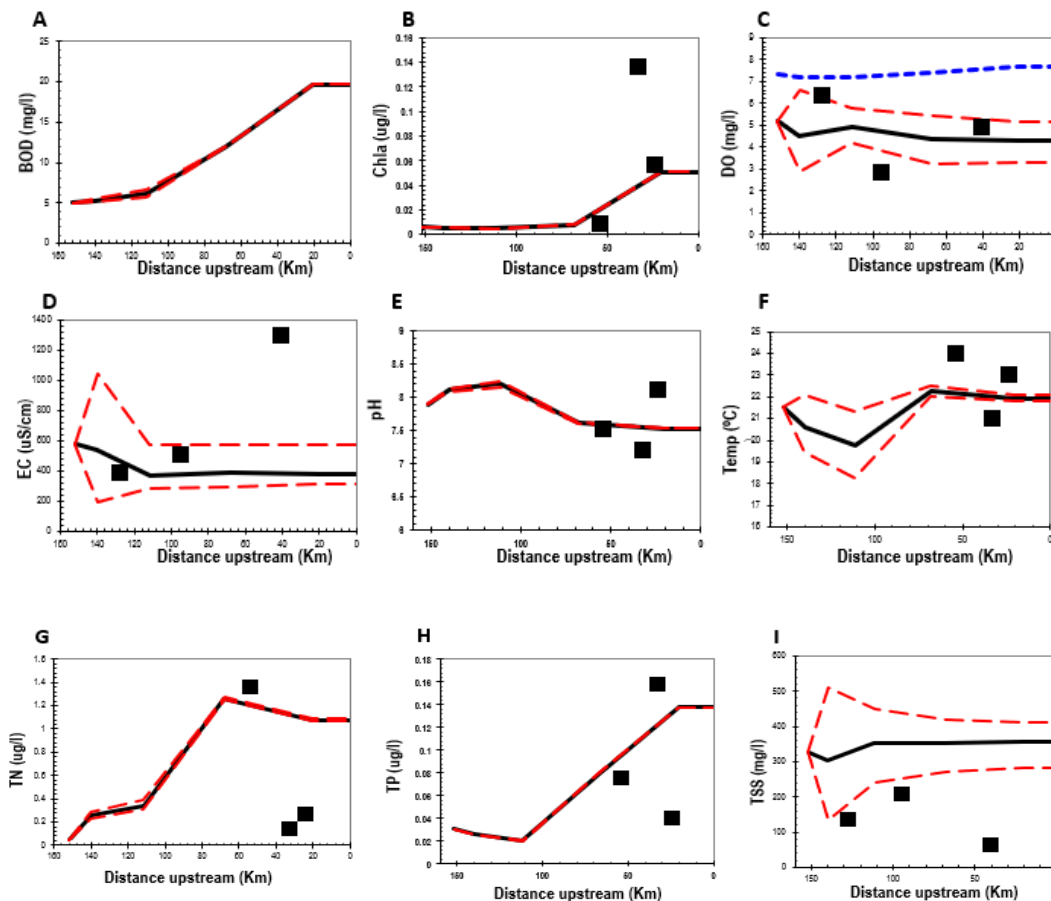 A
BOD (mg/l)
25
20
15
10
5
0
160 140 120 100 80 60 40 20 0
Distance upstream (Km)
B
Chla (ug/l)
0.16
0.14
0.12
0.1
0.08
0.06
0.04
0.02
0
150 100 50 0
Distance upstream (Km)
C
DO (mg/l)
9
8
7
6
5
4
3
2
1
0
160 140 120 100 80 60 40 20
Distance upstream (Km)
D
EC (uS/cm)
1400
1200
1000
800
600
400
200
0
160 140 120 100 80 60 40 20 0
Distance upstream (Km)
E
pH
9
8.5
8
7.5
7
6.5
6
150 100 50 0
Distance upstream (Km)
F
Temp (ºC)
25
24
23
22
21
20
19
18
17
16
150 100 50 0
Distance upstream (Km)
G
TN (ug/l)
1.6
1.4
1.2
1
0.8
0.6
0.4
0.2
0
160 140 120 100 80 60 40 20 0
Distance upstream (Km)
H
TP (ug/l)
0.18
0.16
0.14
0.12
0.1
0.08
0.06
0.04
0.02
0
150 100 50 0
Distance upstream (Km)
I
TSS (mg/l)
600
500
400
300
200
100
0
150 100 50
Distance upstream (Km)